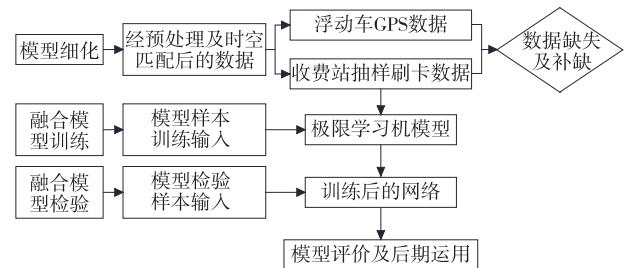 模型细化
经预处理及时空
匹配后的数据
浮动车GPS数据
收费站抽样刷卡数据
数据缺失
及补缺
融合模
型训练
模型样本
训练输入
极限学习机模型
融合模
型检验
模型检验
样本输入
训练后的网络
模型评价及后期运用